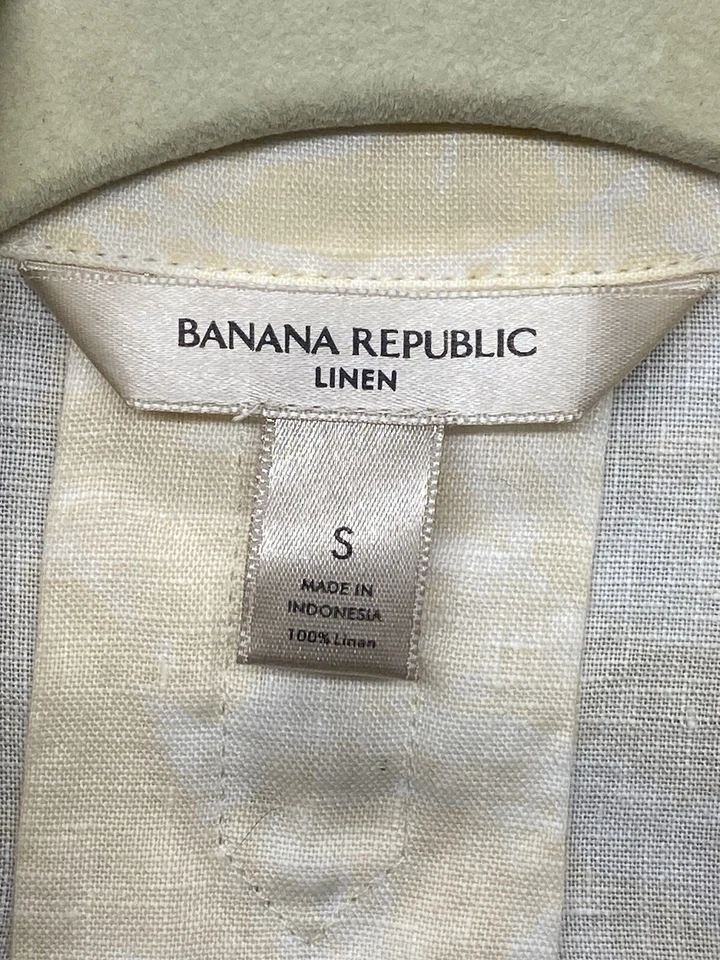 BANANA REPUBLIC
LINEN
S
MADE IN
INDONESIA
100% Linen